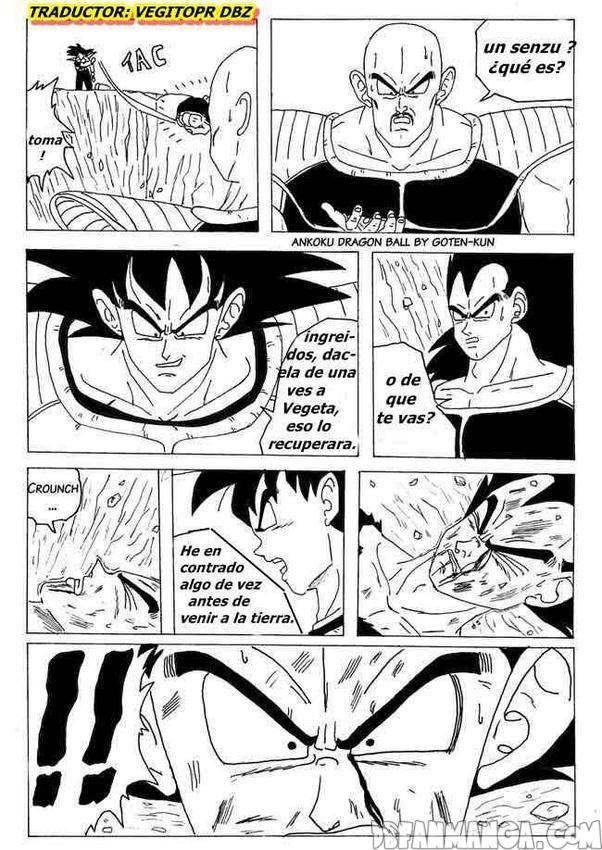 TRADUCTOR: VEGITOPR DBZ
TAC
toma
!
un senzu ?
¿qué es?
ANKOKU DRAGON BALL BY GOTEN-KUN
ingrei-
dos, dac-
ela de una
ves a
Vegeta,
eso lo
recuperara.
o de
que
te vas?
CROUNCH
...
He en
contrado
algo de vez
antes de
venir a la tierra.
!!
DBFANMANGA.COM